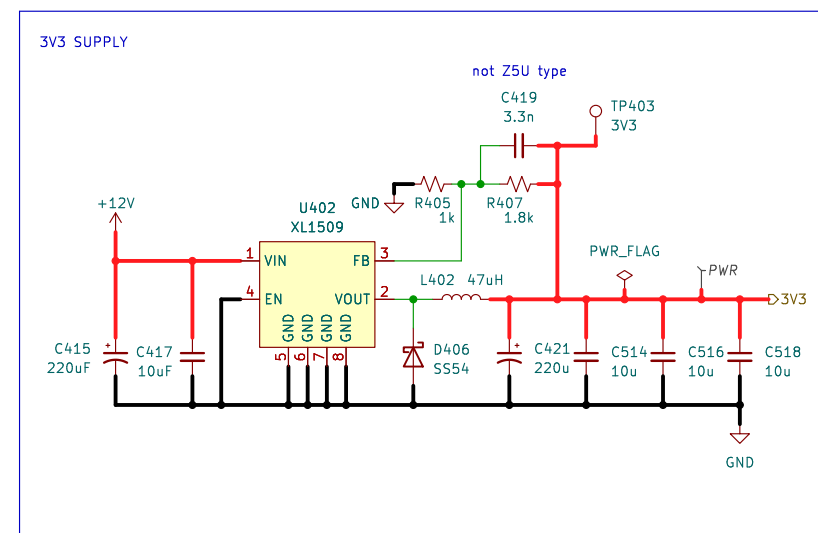 3V3 SUPPLY
not Z5U type
C419
3.3n
TP403
3V3
+12V
U402
XL1509
GND
R405
1k
R407
1.8k
1
VIN
FB
3
4
EN
VOUT
2
GND
GND
GND
GND
5
6
7
8
L402 47uH
PWR_FLAG
PWR
3V3
C415
220uF
C417
10uF
D406
SS54
C421
220u
C514
10u
C516
10u
C518
10u
GND